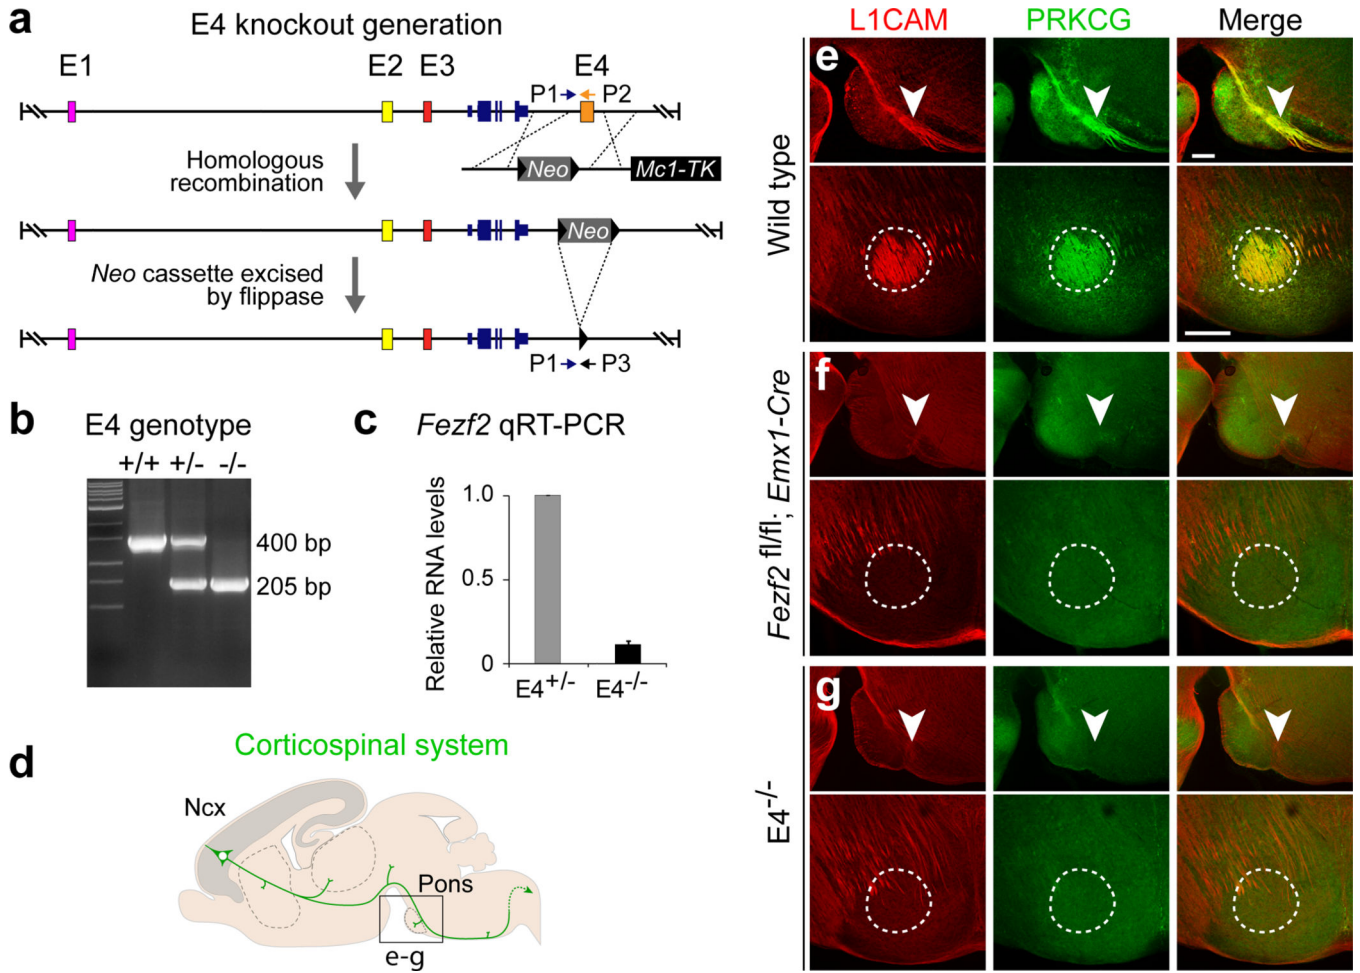 a
E4 knockout generation
E1
E2
E3
E4
P1
P2
Homologous
recombination
Neo
Mc1-TK
Neo
Neo cassette excised
by flippase
P1
P3
b
E4 genotype
+/+ +/- -/-
400 bp
205 bp
c
Fezf2 qRT-PCR
Relative RNA levels
1.0
0.5
0
E4+/-
E4-/-
d
Corticospinal system
Ncx
Pons
e-g
L1CAM
PRKCG
Merge
e
Wild type
f
Fezf2 fl/fl; Emx1-Cre
g
E4-/-